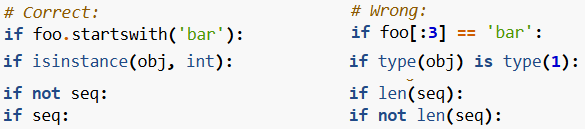 # Correct:
if foo.startswith('bar'):
if isinstance(obj, int):
if not seq:
if seq:
# Wrong:
if foo[:3] == 'bar':
if type(obj) is type(1):
if len(seq):
if not len(seq):